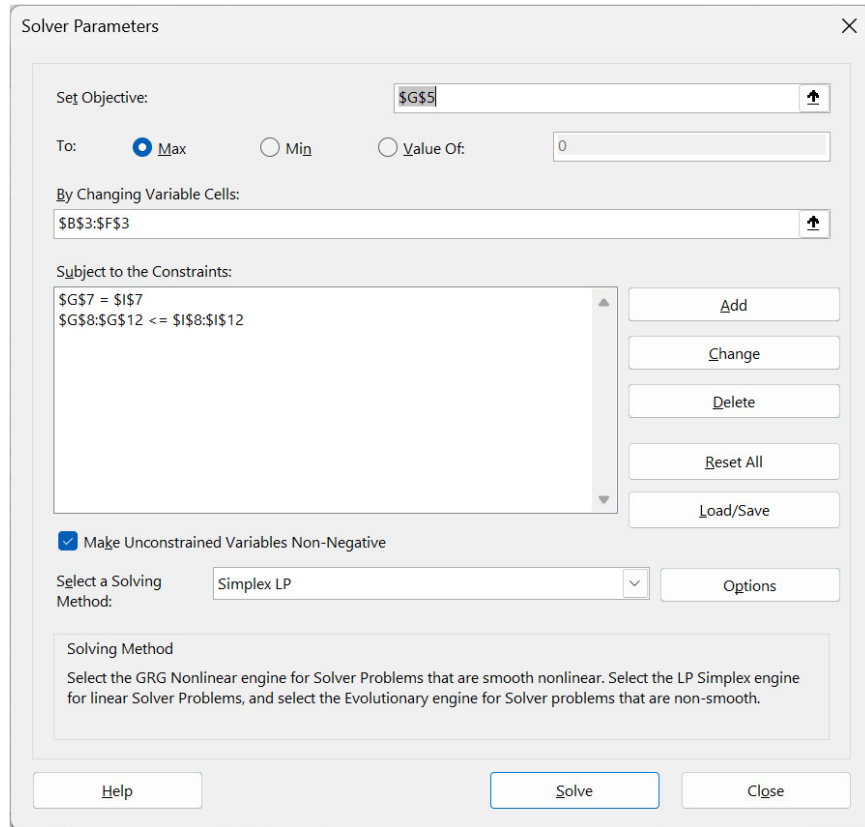 Solver Parameters
Set Objective:
$G$5
To:
Max
Min
Value Of:
0
By Changing Variable Cells:
$B$3:$F$3
Subject to the Constraints:
$G$7 = $I$7
$G$8:$G$12 <= $I$8:$I$12
Add
Change
Delete
Reset All
Load/Save
Make Unconstrained Variables Non-Negative
Select a Solving
Method:
Simplex LP
Options
Solving Method
Select the GRG Nonlinear engine for Solver Problems that are smooth nonlinear. Select the LP Simplex engine
for linear Solver Problems, and select the Evolutionary engine for Solver problems that are non-smooth.
Help
Solve
Close